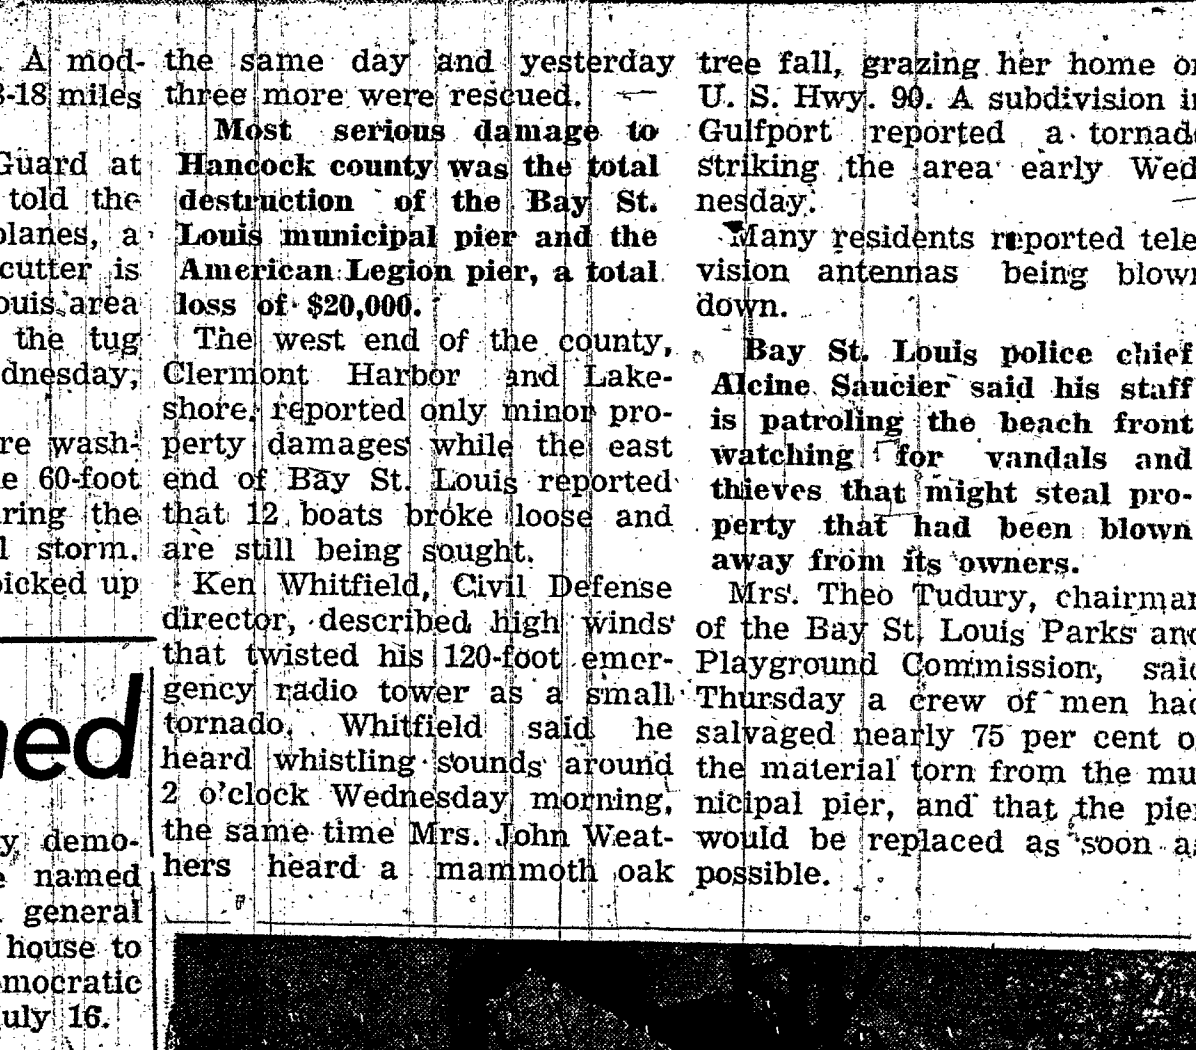 A mod-
3-18 miles
Guard at
told the
planes, a
cutter is
ouis area
the tug
dnesday,
re wash-
e 60-foot
ring the
l storm.
picked up
ned
y demo-
e named
general
house to
mocratic
uly 16.
the same day and yesterday
three more were rescued.
Most serious damage to
Hancock county was the total
destruction of the Bay St.
Louis municipal pier and the
American Legion pier, a total
loss of $20,000.
The west end of the county,
Clermont Harbor and Lake-
shore, reported only minor pro-
perty damages while the east
end of Bay St. Louis reported
that 12 boats broke loose and
are still being sought.
Ken Whitfield, Civil Defense
director, described high winds
that twisted his 120-foot emer-
gency radio tower as a small
tornado. Whitfield said he
heard whistling sounds around
2 o'clock Wednesday morning,
the same time Mrs. John Weat-
hers heard a mammoth oak
tree fall, grazing her home on
U. S. Hwy. 90. A subdivision in
Gulfport reported a tornado
striking the area early Wed-
nesday.
Many residents reported tele-
vision antennas being blown
down.
Bay St. Louis police chief
Alcine Saucier said his staff
is patroling the beach front
watching for vandals and
thieves that might steal pro-
perty that had been blown
away from its owners.
Mrs. Theo Tudury, chairman
of the Bay St. Louis Parks and
Playground Commission, said
Thursday a crew of men had
salvaged nearly 75 per cent of
the material torn from the mu-
nicipal pier, and that the pier
would be replaced as soon as
possible.